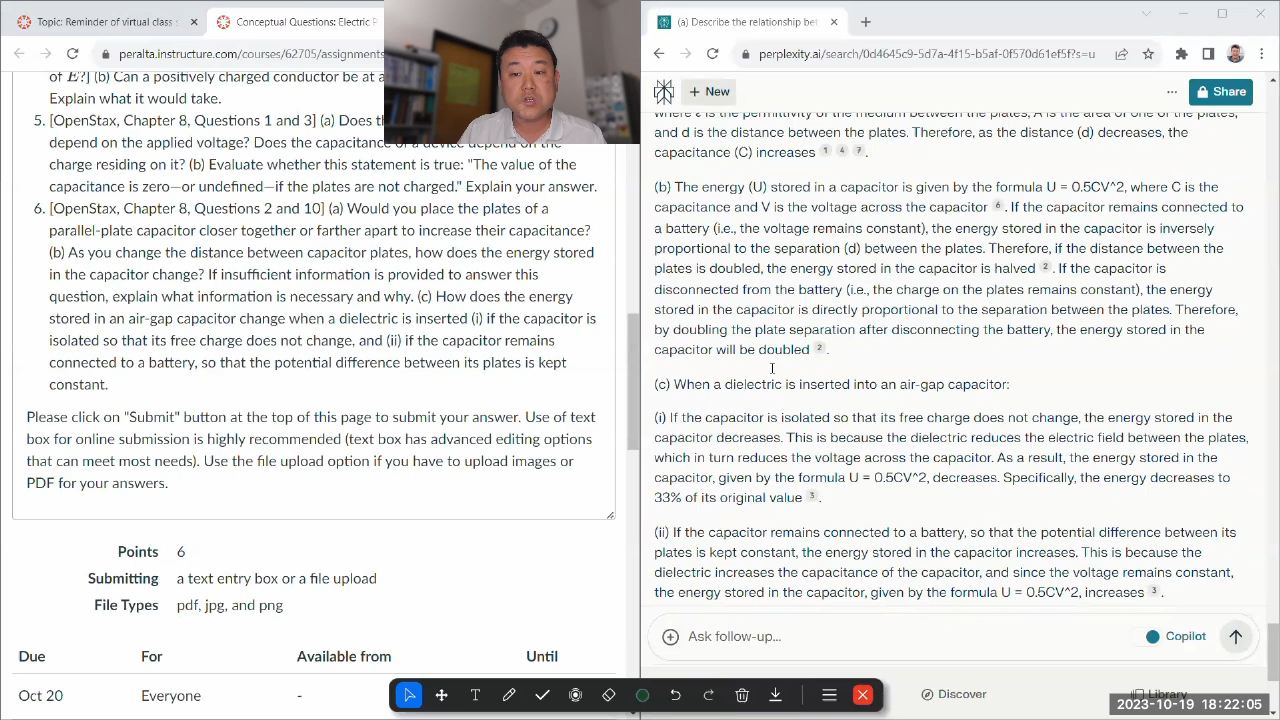 Topic: Reminder of virtual class s
Conceptual Questions: Electric P
peralta.instructure.com/courses/62705/assignments
of E?] (b) Can a positively charged conductor be at a
Explain what it would take.
5. [OpenStax, Chapter 8, Questions 1 and 3] (a) Does th
depend on the applied voltage? Does the capacitance of a device depend on the
charge residing on it? (b) Evaluate whether this statement is true: "The value of the
capacitance is zero—or undefined—if the plates are not charged." Explain your answer.
6. [OpenStax, Chapter 8, Questions 2 and 10] (a) Would you place the plates of a
parallel-plate capacitor closer together or farther apart to increase their capacitance?
(b) As you change the distance between capacitor plates, how does the energy stored
in the capacitor change? If insufficient information is provided to answer this
question, explain what information is necessary and why. (c) How does the energy
stored in an air-gap capacitor change when a dielectric is inserted (i) if the capacitor is
isolated so that its free charge does not change, and (ii) if the capacitor remains
connected to a battery, so that the potential difference between its plates is kept
constant.
Please click on "Submit" button at the top of this page to submit your answer. Use of text
box for online submission is highly recommended (text box has advanced editing options
that can meet most needs). Use the file upload option if you have to upload images or
PDF for your answers.
Points 6
Submitting a text entry box or a file upload
File Types pdf, jpg, and png
Due For Available from Until
Oct 20 Everyone -
(a) Describe the relationship bet
perplexity.ai/search/0d4645c9-5d7a-4f15-b5af-0f570d61ef5f?s=u
New
Share
and d is the distance between the plates. Therefore, as the distance (d) decreases, the
capacitance (C) increases 1 4 7 .
(b) The energy (U) stored in a capacitor is given by the formula U = 0.5CV^2, where C is the
capacitance and V is the voltage across the capacitor 6 . If the capacitor remains connected to
a battery (i.e., the voltage remains constant), the energy stored in the capacitor is inversely
proportional to the separation (d) between the plates. Therefore, if the distance between the
plates is doubled, the energy stored in the capacitor is halved 2 . If the capacitor is
disconnected from the battery (i.e., the charge on the plates remains constant), the energy
stored in the capacitor is directly proportional to the separation between the plates. Therefore,
by doubling the plate separation after disconnecting the battery, the energy stored in the
capacitor will be doubled 2 .
(c) When a dielectric is inserted into an air-gap capacitor:
(i) If the capacitor is isolated so that its free charge does not change, the energy stored in the
capacitor decreases. This is because the dielectric reduces the electric field between the plates,
which in turn reduces the voltage across the capacitor. As a result, the energy stored in the
capacitor, given by the formula U = 0.5CV^2, decreases. Specifically, the energy decreases to
33% of its original value 3 .
(ii) If the capacitor remains connected to a battery, so that the potential difference between its
plates is kept constant, the energy stored in the capacitor increases. This is because the
dielectric increases the capacitance of the capacitor, and since the voltage remains constant,
the energy stored in the capacitor, given by the formula U = 0.5CV^2, increases 3 .
Ask follow-up...
Copilot
Discover
Library
2023-10-19 18:22:05